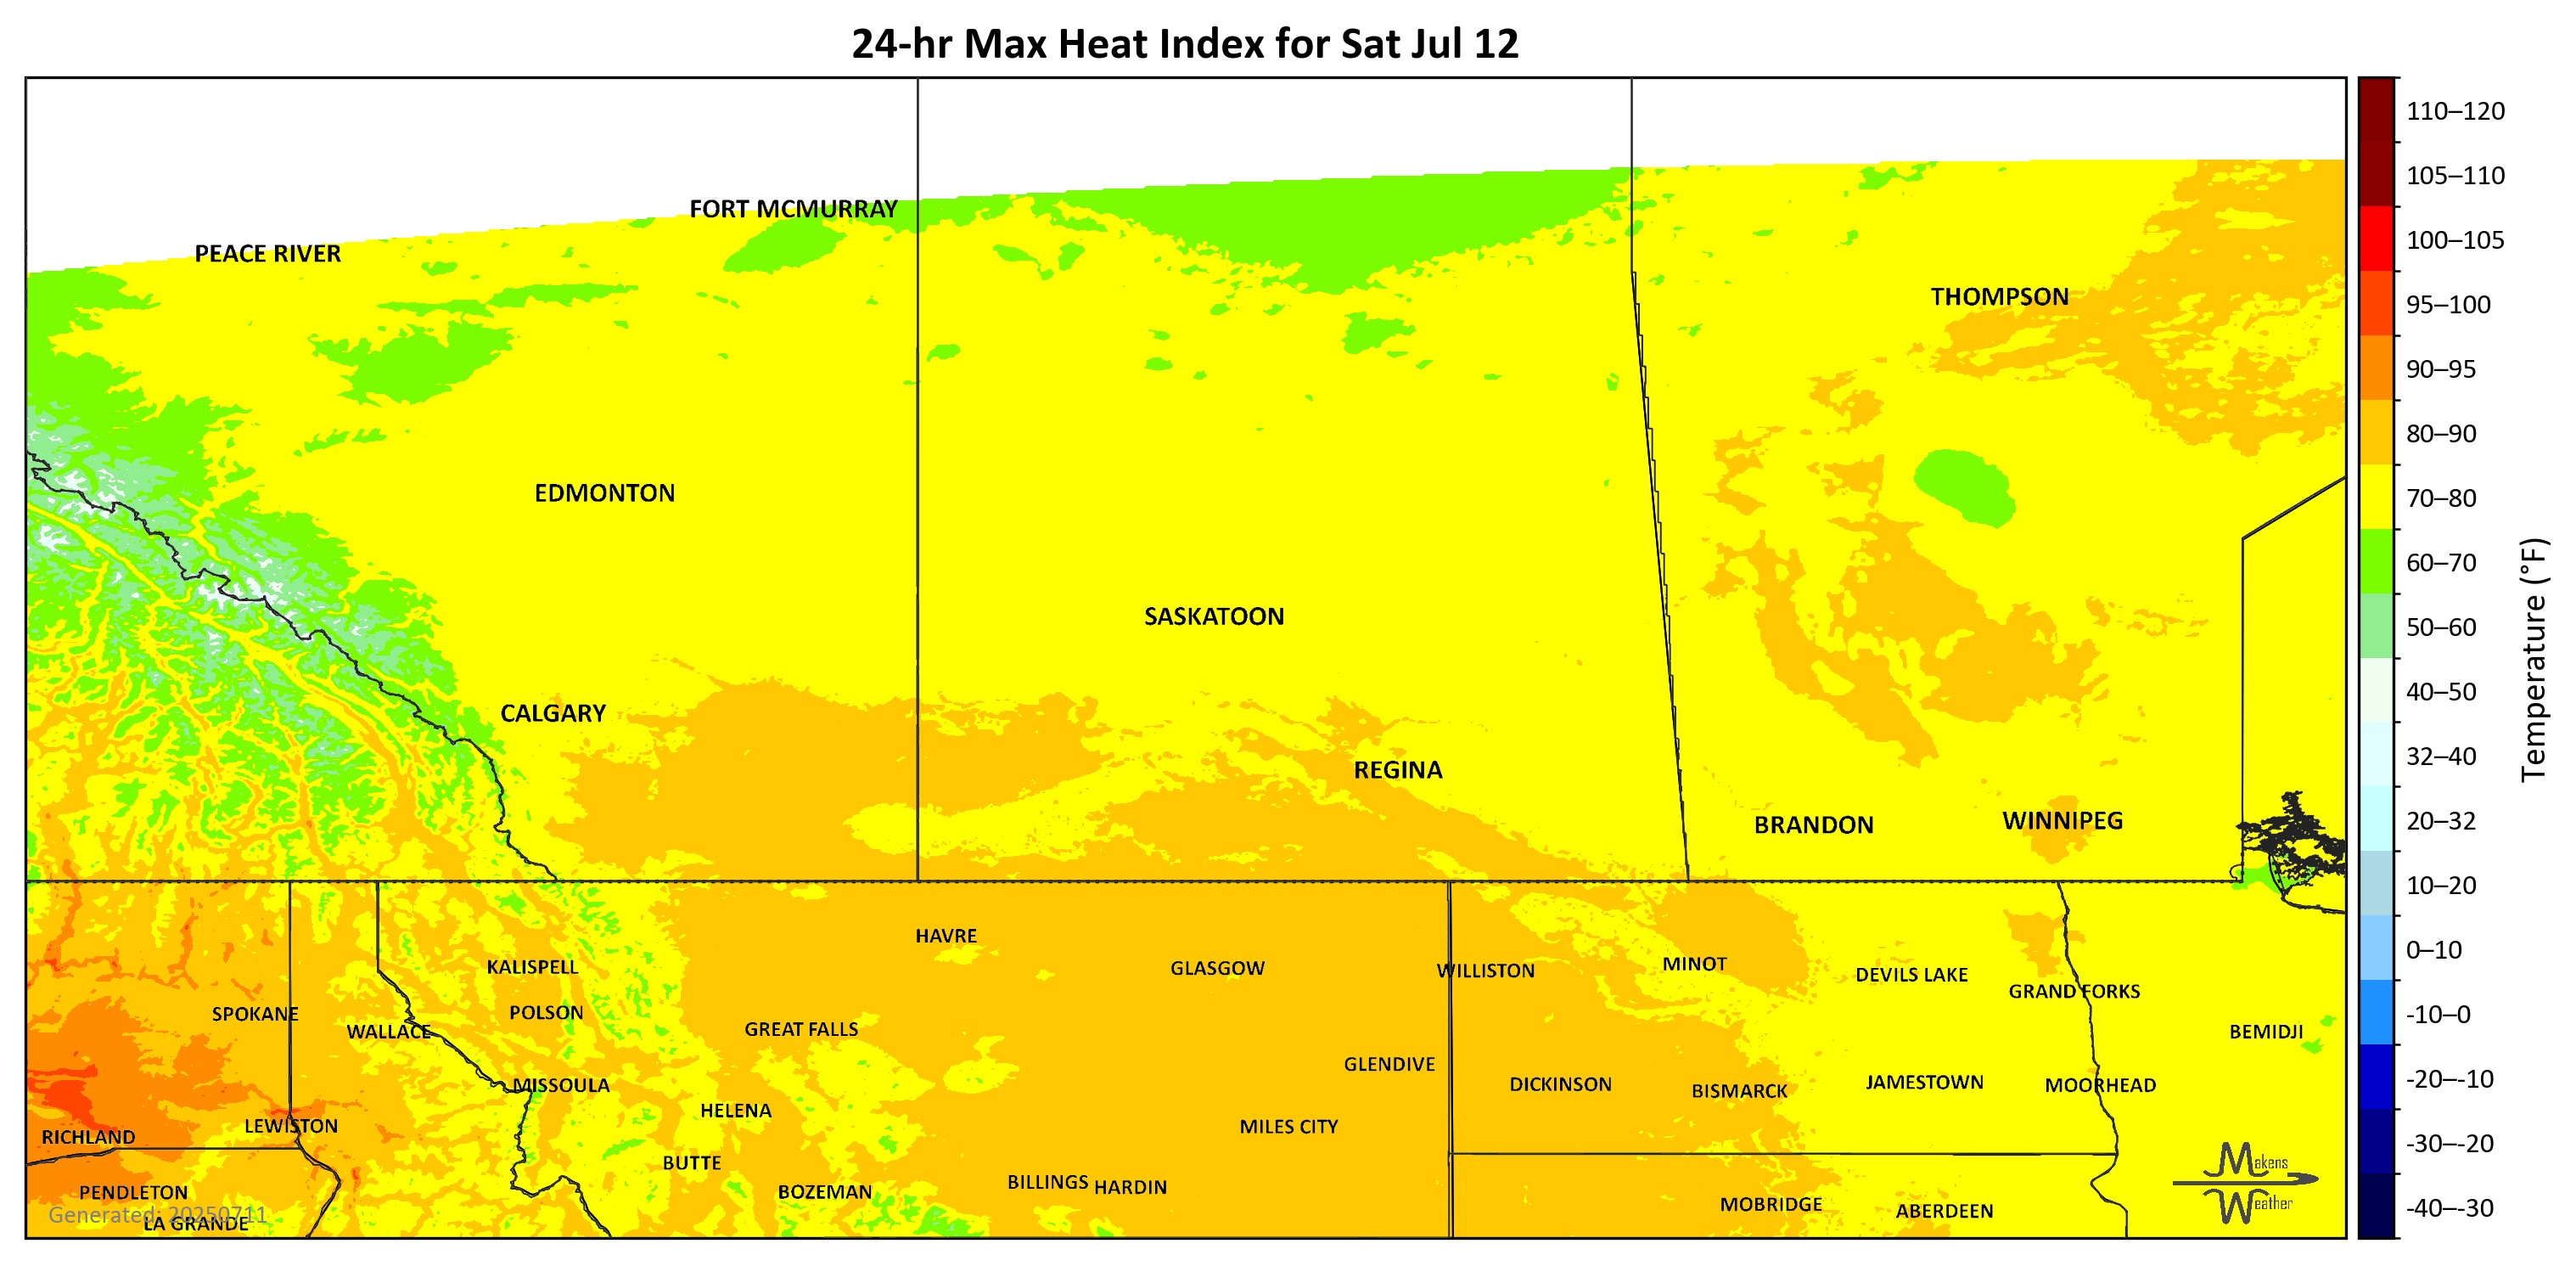 24-hr Max Heat Index for Sat Jul 12
FORT MCMURRAY
PEACE RIVER
THOMPSON
EDMONTON
SASKATOON
CALGARY
REGINA
BRANDON
WINNIPEG
HAVRE
KALISPELL
GLASGOW
WILLISTON
MINOT
DEVILS LAKE
GRAND FORKS
SPOKANE
POLSON
WALLACE
GREAT FALLS
BEMIDJI
GLENDIVE
MISSOULA
DICKINSON
BISMARCK
JAMESTOWN
MOORHEAD
HELENA
LEWISTON
MILES CITY
RICHLAND
BUTTE
BILLINGS
HARDIN
PENDLETON
BOZEMAN
MOBRIDGE
ABERDEEN
Generated: 20250711
LA GRANDE
Makens
Weather
110–120
105–110
100–105
95–100
90–95
80–90
70–80
60–70
50–60
40–50
32–40
20–32
10–20
0–10
-10–0
-20–-10
-30–-20
-40–-30
Temperature (°F)